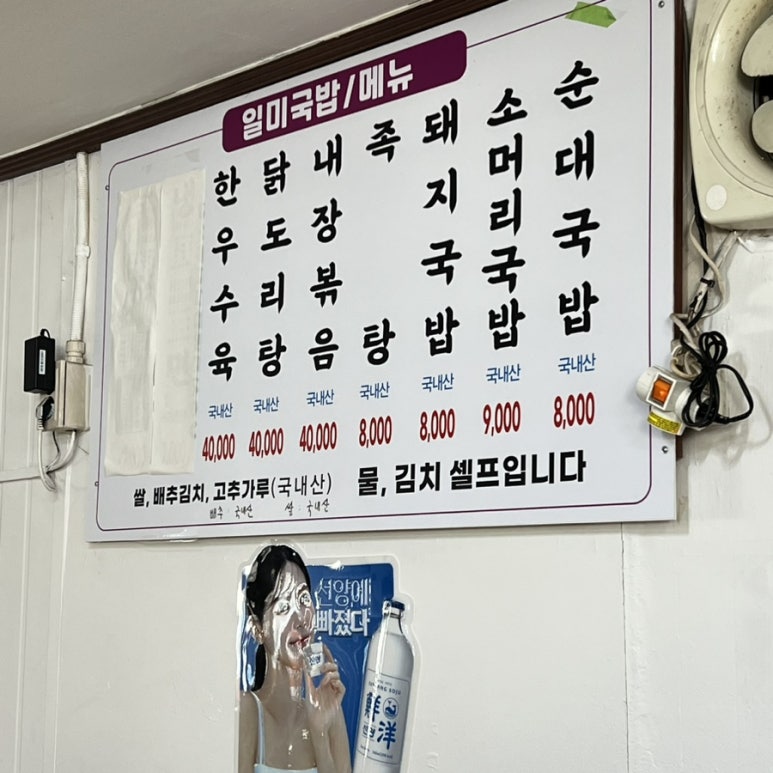 일미국밥/메뉴
순대국밥 국내산 8,000
소머리국밥 국내산 9,000
돼지국밥 국내산 8,000
족탕 국내산 8,000
내장볶음 국내산 40,000
닭도리탕 국내산 40,000
한우수육 국내산 40,000
쌀, 배추김치, 고추가루(국내산)
배추 : 국내산 쌀 : 국내산
물, 김치 셀프입니다
선양에
빠졌다
鮮洋
선양